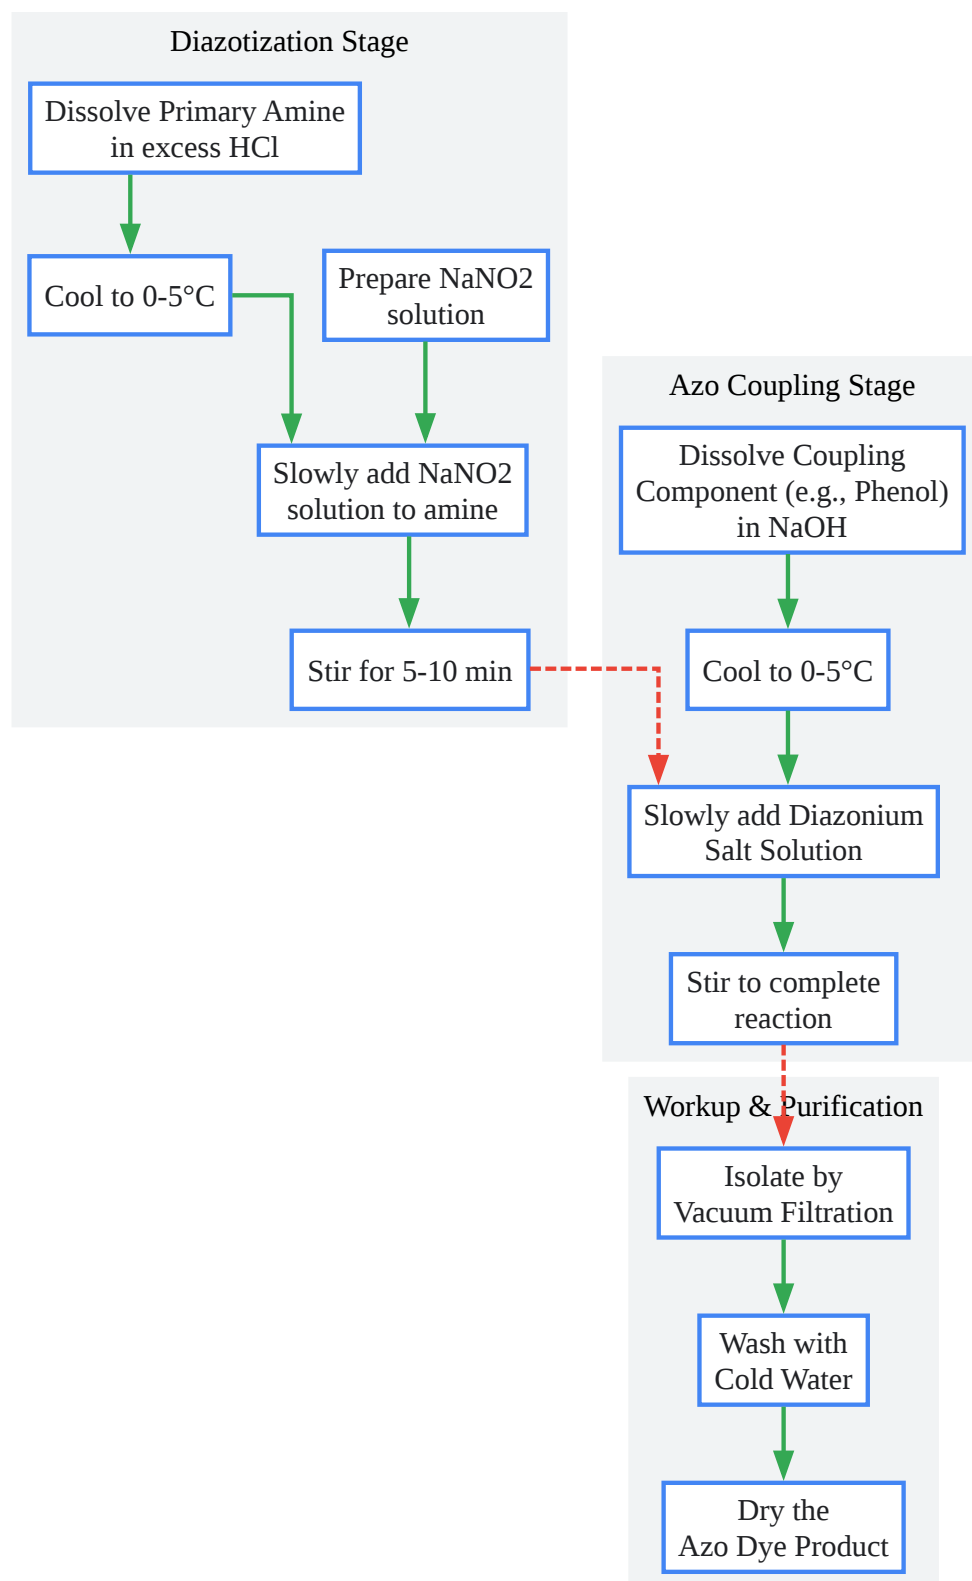 Diazotization Stage
Dissolve Primary Amine
in excess HCl
Cool to 0-5°C
Prepare NaNO2
solution
Slowly add NaNO2
solution to amine
Stir for 5-10 min
Azo Coupling Stage
Dissolve Coupling
Component (e.g., Phenol)
in NaOH
Cool to 0-5°C
Slowly add Diazonium
Salt Solution
Stir to complete
reaction
Workup & Purification
Isolate by
Vacuum Filtration
Wash with
Cold Water
Dry the
Azo Dye Product